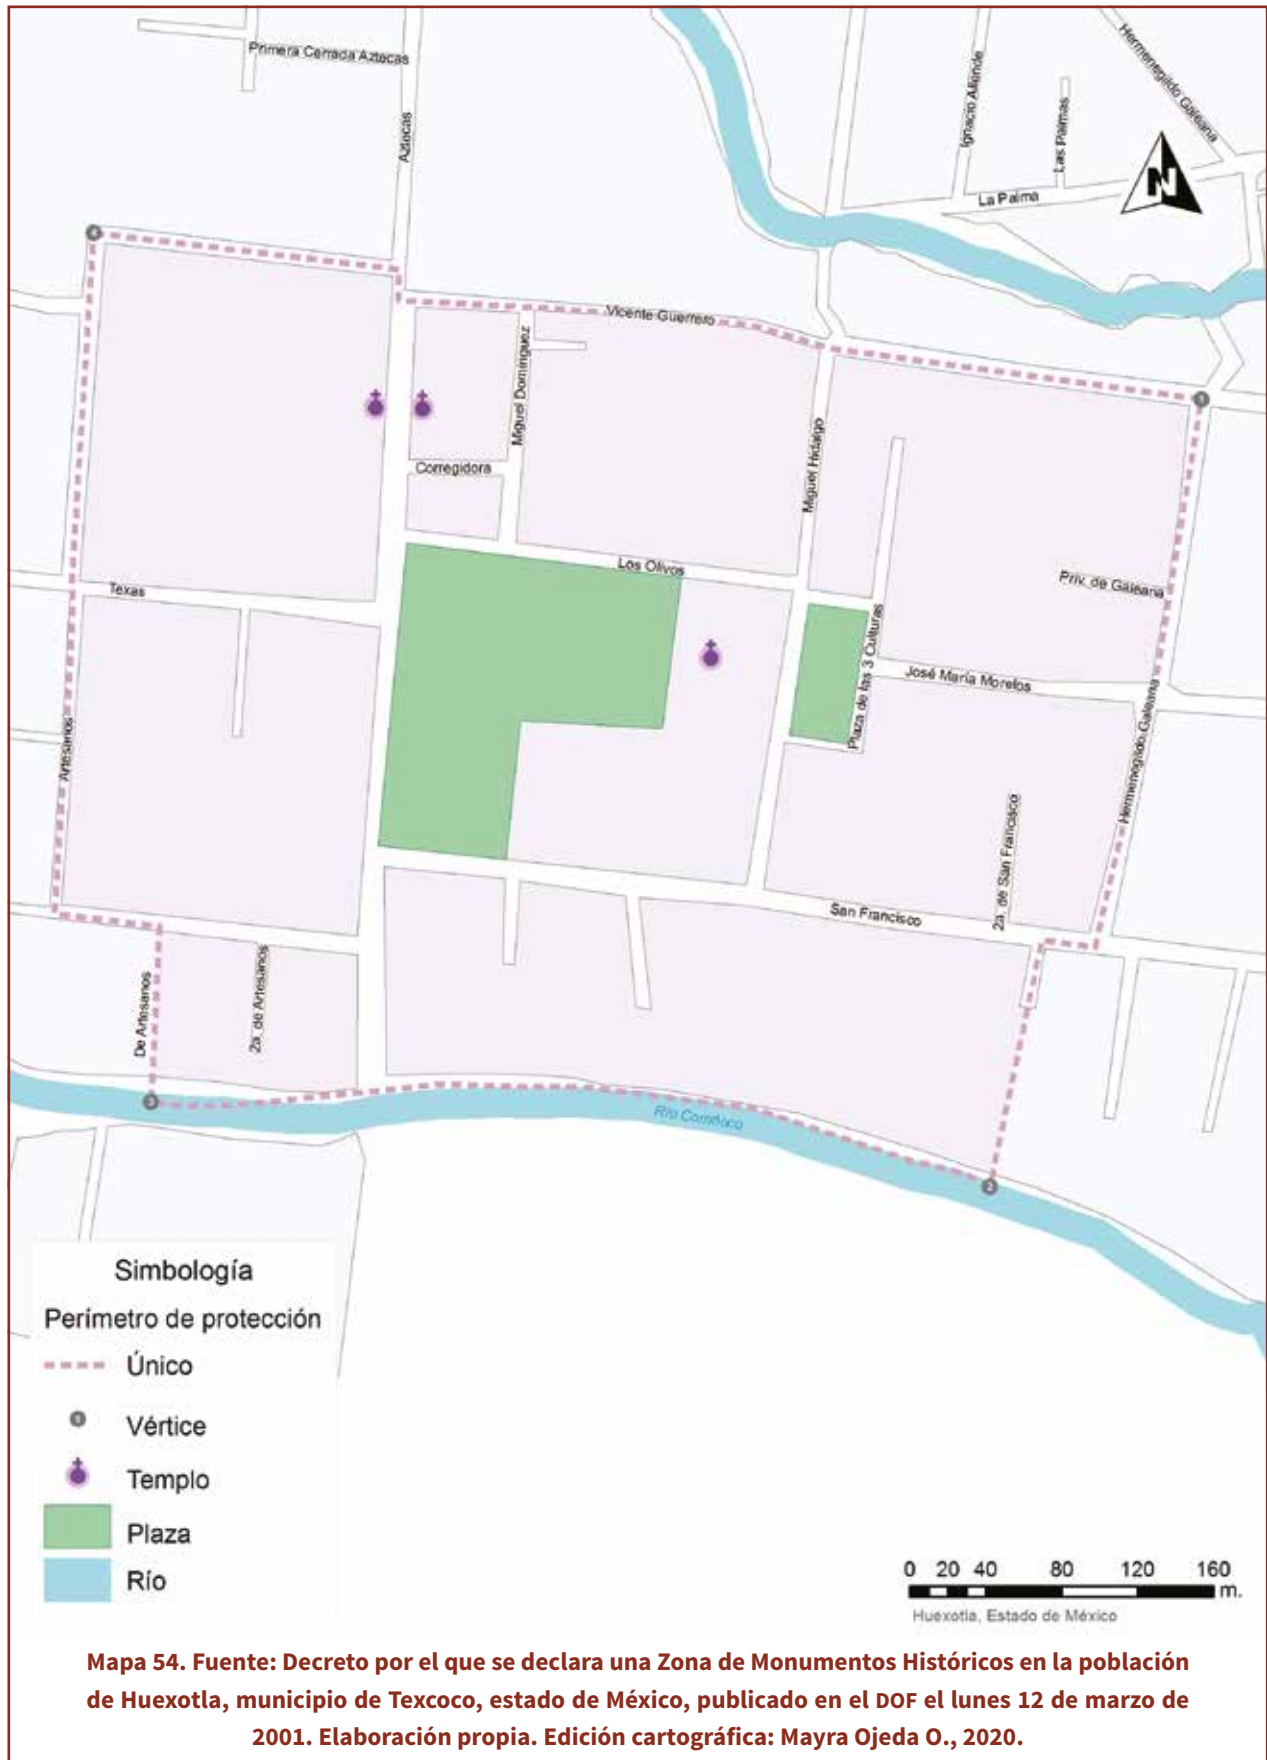 Primera Cerrada Aztecas
Aztecas
Ignacio Allende
Las Palmas
Hermenegildo Galeana
La Palma
N
4
Vicente Guerrero
1
Miguel Domínguez
Miguel Hidalgo
Corregidora
Los Olivos
Texas
Priv. de Galeana
Plaza de las 3 Culturas
José María Morelos
Artesanos
Hermenegildo Galeana
2a. de San Francisco
San Francisco
De Artesanos
2a. de Artesanos
3
2
Simbología
Perímetro de protección
Único
1
Vértice
Templo
Plaza
Río
0 20 40 80 120 160
m.
Huexotla, Estado de México
Mapa 54. Fuente: Decreto por el que se declara una Zona de Monumentos Históricos en la población
de Huexotla, municipio de Texcoco, estado de México, publicado en el DOF el lunes 12 de marzo de
2001. Elaboración propia. Edición cartográfica: Mayra Ojeda O., 2020.